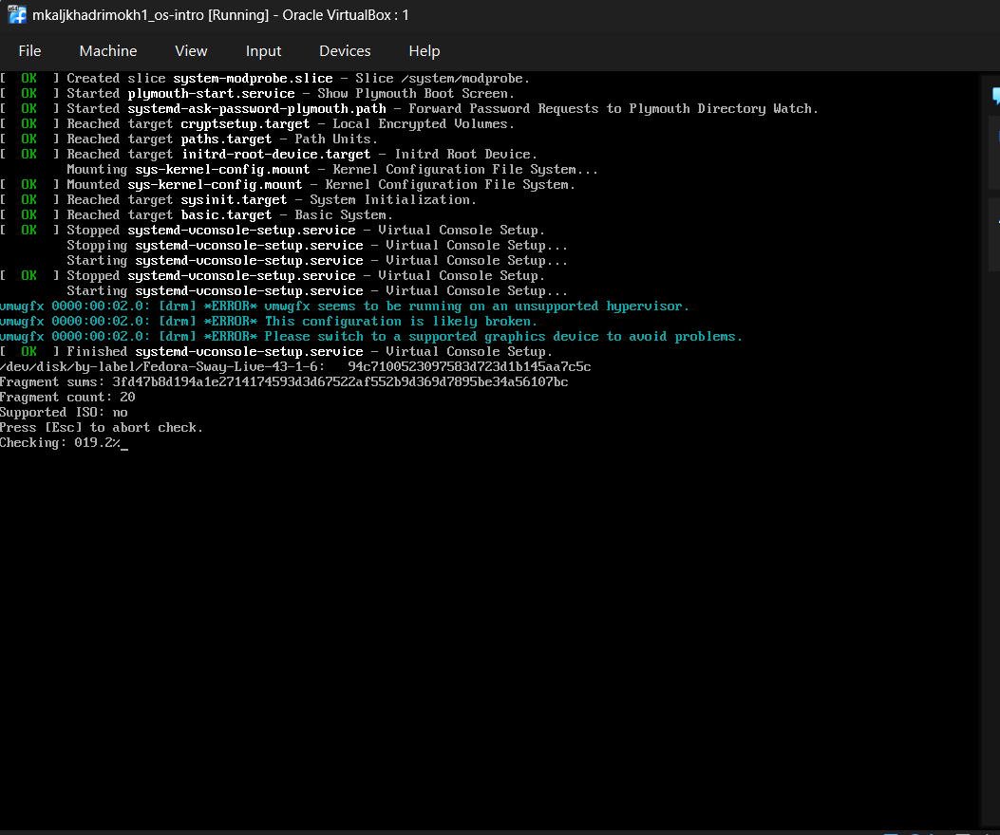 mkaljkhadrimokh1_os-intro [Running] - Oracle VirtualBox : 1
File Machine View Input Devices Help
[  OK  ] Created slice system-modprobe.slice - Slice /system/modprobe.
[  OK  ] Started plymouth-start.service - Show Plymouth Boot Screen.
[  OK  ] Started systemd-ask-password-plymouth.path - Forward Password Requests to Plymouth Directory Watch.
[  OK  ] Reached target cryptsetup.target - Local Encrypted Volumes.
[  OK  ] Reached target paths.target - Path Units.
[  OK  ] Reached target initrd-root-device.target - Initrd Root Device.
Mounting sys-kernel-config.mount - Kernel Configuration File System...
[  OK  ] Mounted sys-kernel-config.mount - Kernel Configuration File System.
[  OK  ] Reached target sysinit.target - System Initialization.
[  OK  ] Reached target basic.target - Basic System.
[  OK  ] Stopped systemd-vconsole-setup.service - Virtual Console Setup.
Stopping systemd-vconsole-setup.service - Virtual Console Setup...
Starting systemd-vconsole-setup.service - Virtual Console Setup...
[  OK  ] Stopped systemd-vconsole-setup.service - Virtual Console Setup.
Starting systemd-vconsole-setup.service - Virtual Console Setup...
vmwgfx 0000:00:02.0: [drm] *ERROR* vmwgfx seems to be running on an unsupported hypervisor.
vmwgfx 0000:00:02.0: [drm] *ERROR* This configuration is likely broken.
vmwgfx 0000:00:02.0: [drm] *ERROR* Please switch to a supported graphics device to avoid problems.
[  OK  ] Finished systemd-vconsole-setup.service - Virtual Console Setup.
/dev/disk/by-label/Fedora-Sway-Live-43-1-6:   94c7100523097583d723d1b145aa7c5c
Fragment sums: 3fd47b8d194a1e2714174593d3d67522af552b9d369d7895be34a56107bc
Fragment count: 20
Supported ISO: no
Press [Esc] to abort check.
Checking: 019.2%_